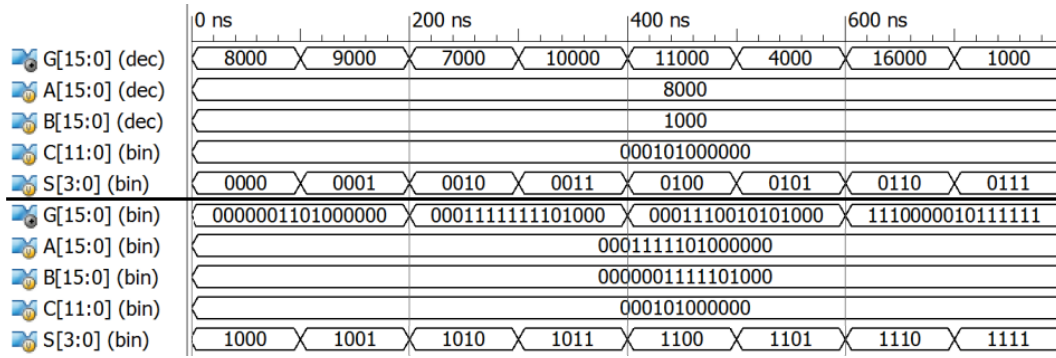 0 ns 200 ns 400 ns 600 ns
G[15:0] (dec) 8000 9000 7000 10000 11000 4000 16000 1000
A[15:0] (dec) 8000
B[15:0] (dec) 1000
C[11:0] (bin) 000101000000
S[3:0] (bin) 0000 0001 0010 0011 0100 0101 0110 0111
G[15:0] (bin) 0000001101000000 0001111111101000 0001110010101000 1110000010111111
A[15:0] (bin) 0001111101000000
B[15:0] (bin) 0000001111101000
C[11:0] (bin) 000101000000
S[3:0] (bin) 1000 1001 1010 1011 1100 1101 1110 1111